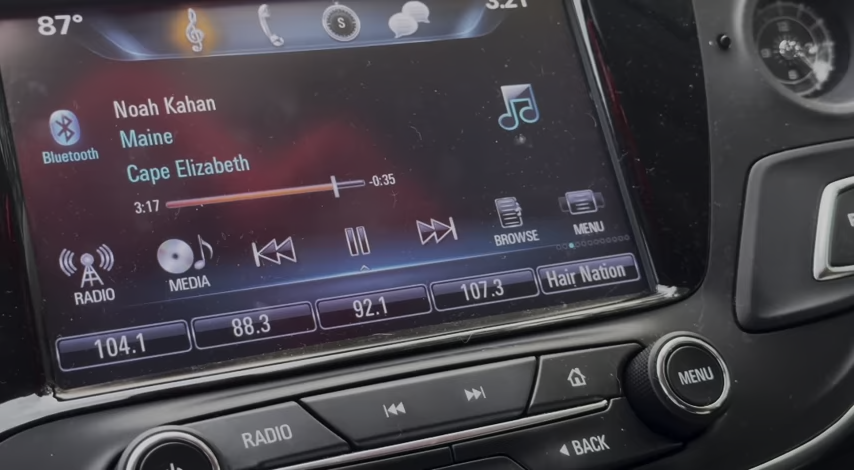 87°
S
3:21
Noah Kahan
Maine
Cape Elizabeth
Bluetooth
3:17
-0:35
RADIO
MEDIA
BROWSE
MENU
104.1
88.3
92.1
107.3
Hair Nation
RADIO
MENU
BACK